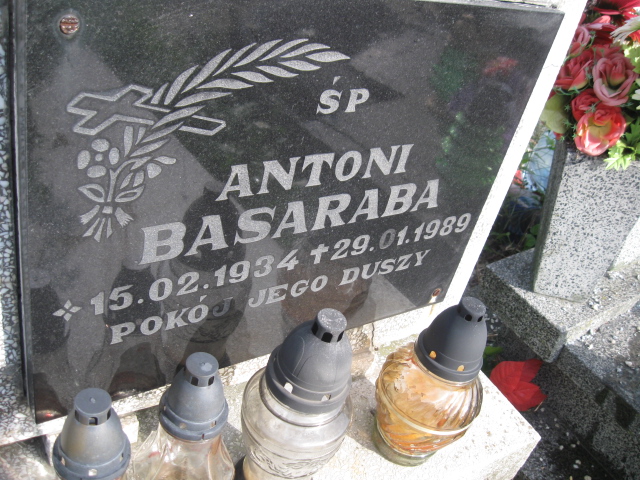 ŚP
ANTONI
BASARABA
15.02.1934 ✝ 29.01.1989
POKÓJ JEGO DUSZY